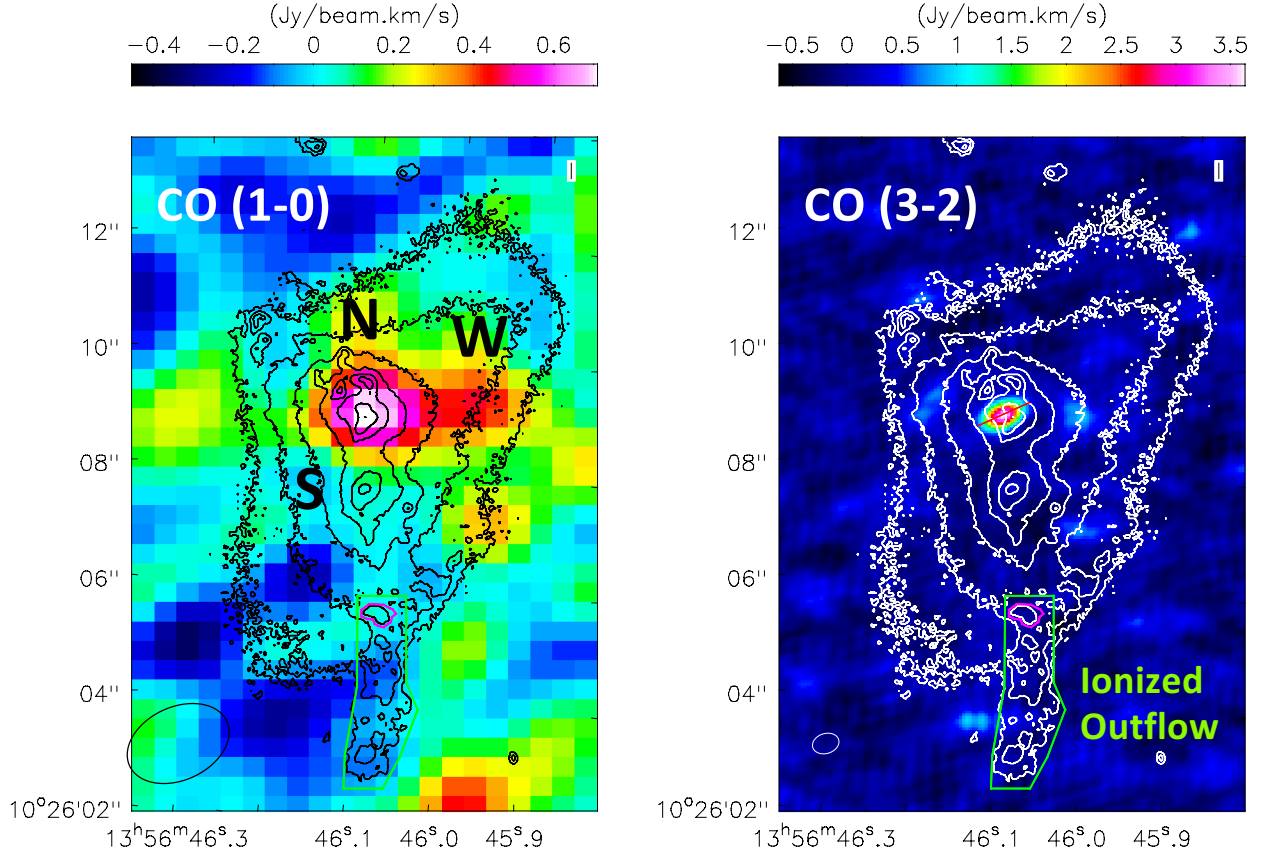 (Jy/beam.km/s)
−0.4 −0.2 0 0.2 0.4 0.6
CO (1-0)
N
W
S
12''
10''
08''
06''
04''
10°26'02''
13ʰ56ᵐ46ˢ.3 46ˢ.1 46ˢ.0 45ˢ.9
(Jy/beam.km/s)
−0.5 0 0.5 1 1.5 2 2.5 3 3.5
CO (3-2)
Ionized
Outflow
12''
10''
08''
06''
04''
10°26'02''
13ʰ56ᵐ46ˢ.3 46ˢ.1 46ˢ.0 45ˢ.9